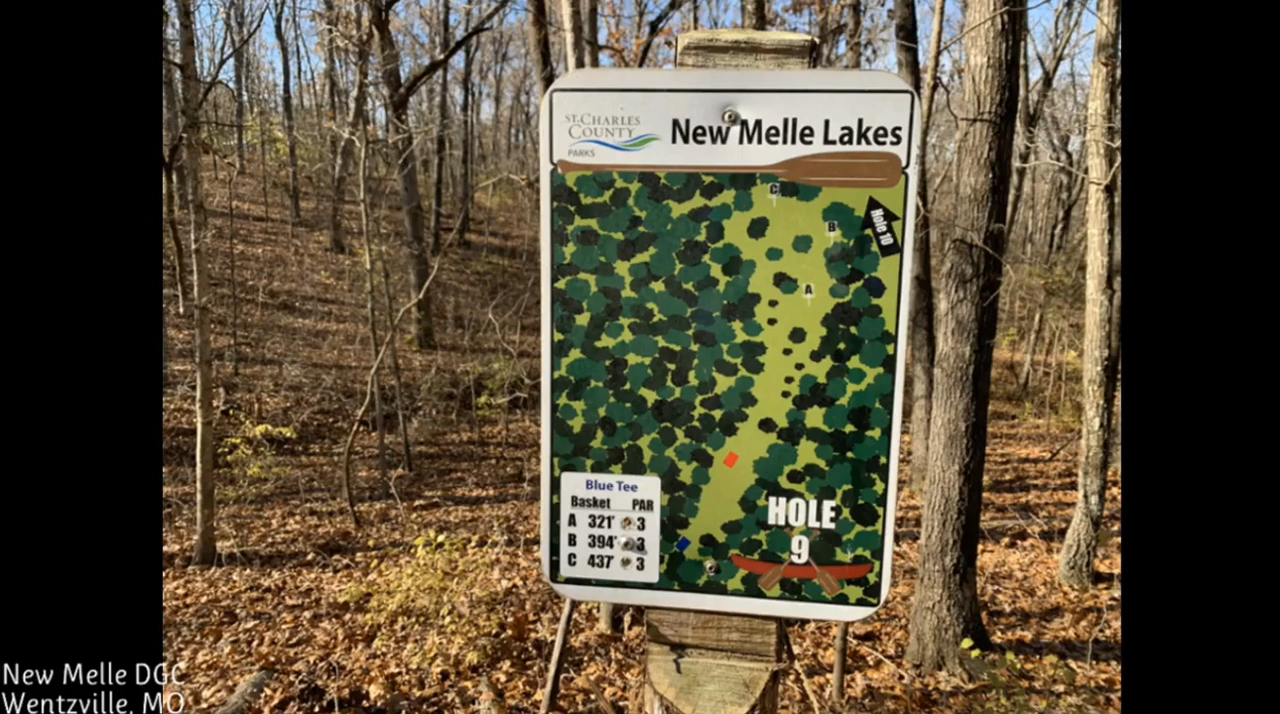 ST. CHARLES
COUNTY
PARKS
New Melle Lakes
C
B
Hole 10
A
Blue Tee
Basket PAR
A 321' 3
B 394' 3
C 437' 3
HOLE
9
New Melle DGC
Wentzville, MO